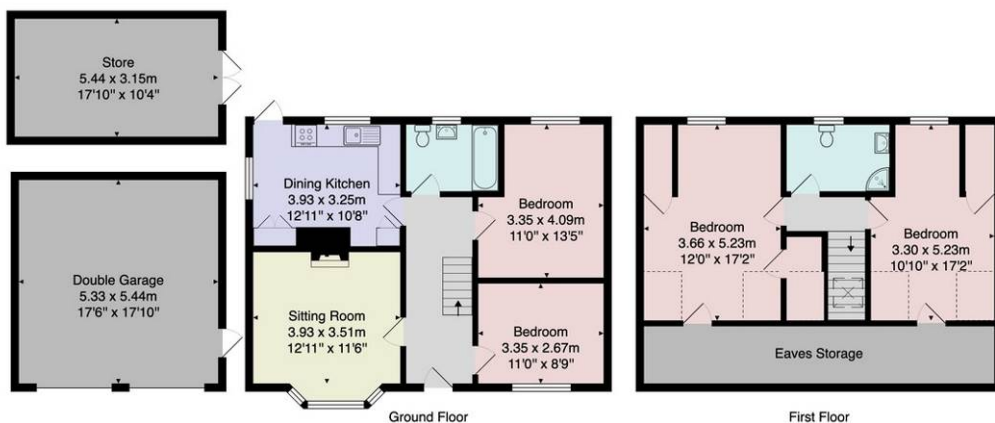 Store
5.44 x 3.15m
17'10" x 10'4"
Double Garage
5.33 x 5.44m
17'6" x 17'10"
Dining Kitchen
3.93 x 3.25m
12'11" x 10'8"
Sitting Room
3.93 x 3.51m
12'11" x 11'6"
Bedroom
3.35 x 4.09m
11'0" x 13'5"
Bedroom
3.35 x 2.67m
11'0" x 8'9"
Ground Floor
Bedroom
3.66 x 5.23m
12'0" x 17'2"
Bedroom
3.30 x 5.23m
10'10" x 17'2"
Eaves Storage
First Floor